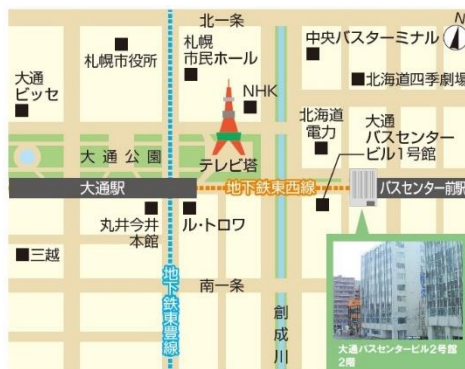 北一条
N
札幌市役所
札幌
市民ホール
中央バスターミナル
大通
ビッセ
NHK
北海道四季劇場
北海道
電力
大通
バスセンター
ビル1号館
大通公園
テレビ塔
大通駅
地下鉄東西線
バスセンター前駅
丸井今井
本館
ル・トロワ
三越
地下鉄東豊線
南一条
創成川
大通バスセンタービル2号館
2階